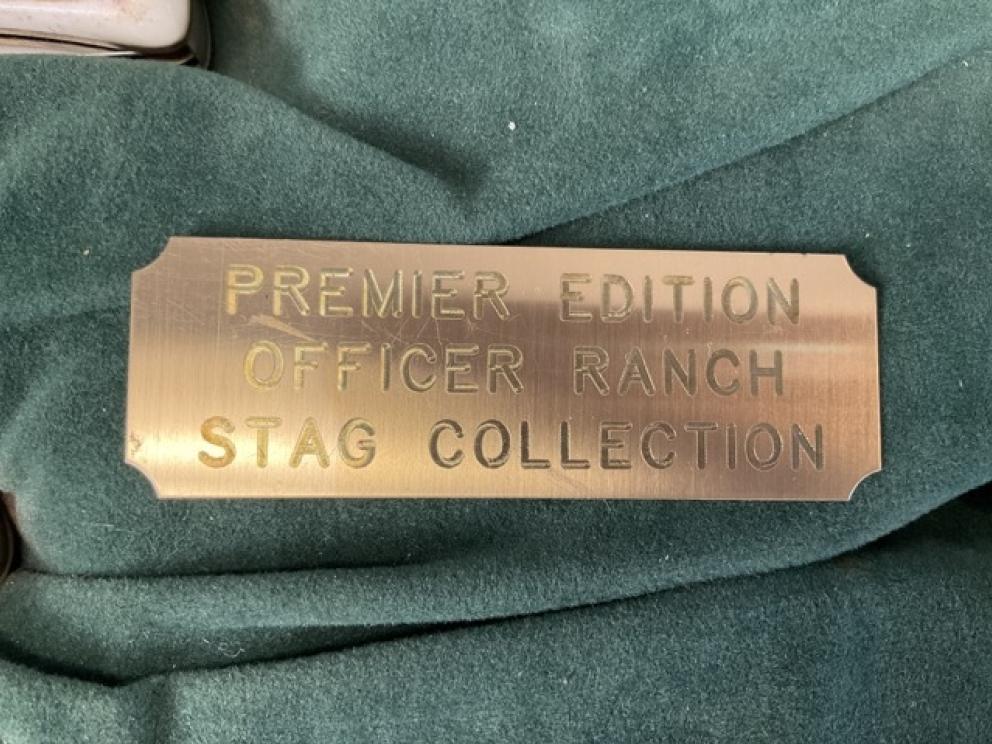 PREMIER EDITION
OFFICER RANCH
STAG COLLECTION